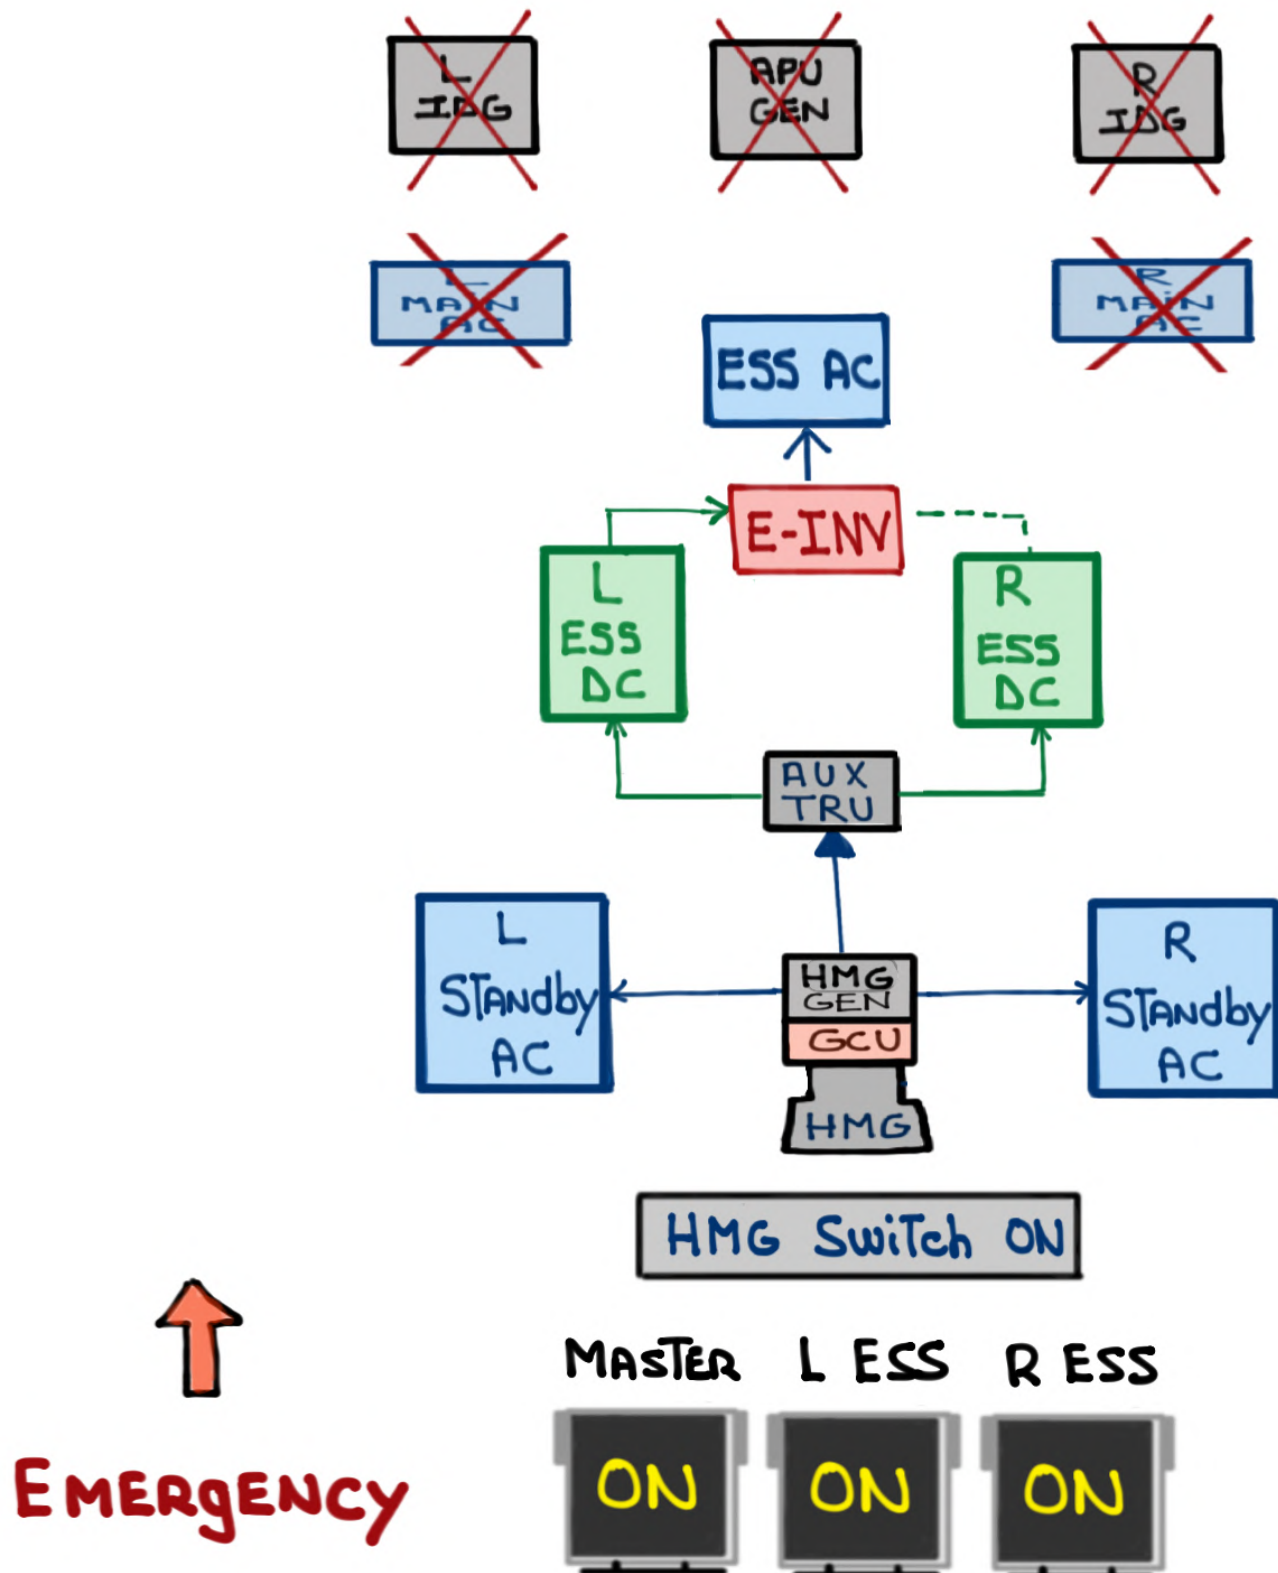 L
IDG
APU
GEN
R
IDG
L
MAIN
AC
R
MAIN
AC
ESS AC
E-INV
L
ESS
DC
R
ESS
DC
AUX
TRU
L
STANdby
AC
HMG
GEN
GCU
HMG
R
STANdby
AC
HMG SwiTch ON
MASTER L ESS R ESS
ON ON ON
EMERgENCY